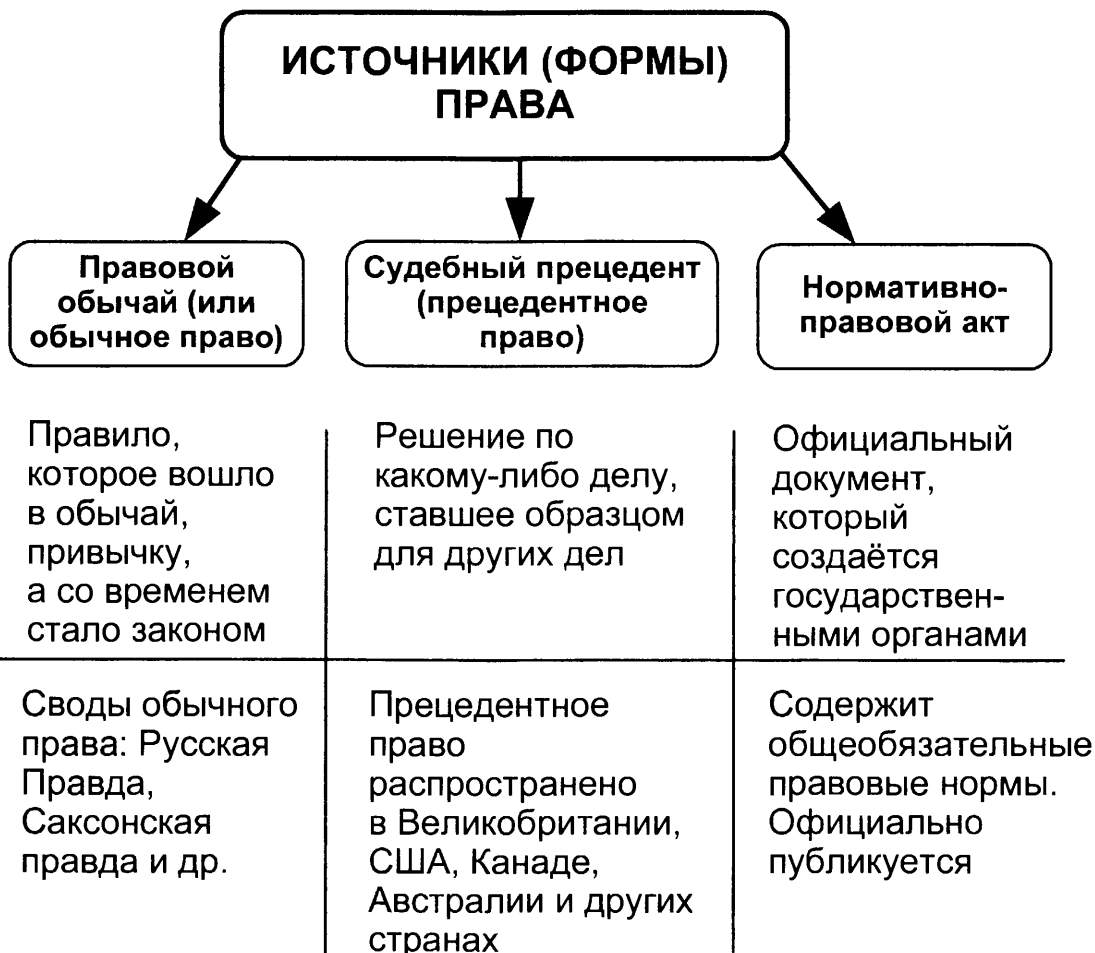 ИСТОЧНИКИ (ФОРМЫ)
ПРАВА
Правовой
обычай (или
обычное право)
Судебный прецедент
(прецедентное
право)
Нормативно-
правовой акт
Правило,
которое вошло
в обычай,
привычку,
а со временем
стало законом
Решение по
какому-либо делу,
ставшее образцом
для других дел
Официальный
документ,
который
создаётся
государствен-
ными органами
Своды обычного
права: Русская
Правда,
Саксонская
правда и др.
Прецедентное
право
распространено
в Великобритании,
США, Канаде,
Австралии и других
странах
Содержит
общеобязательные
правовые нормы.
Официально
публикуется